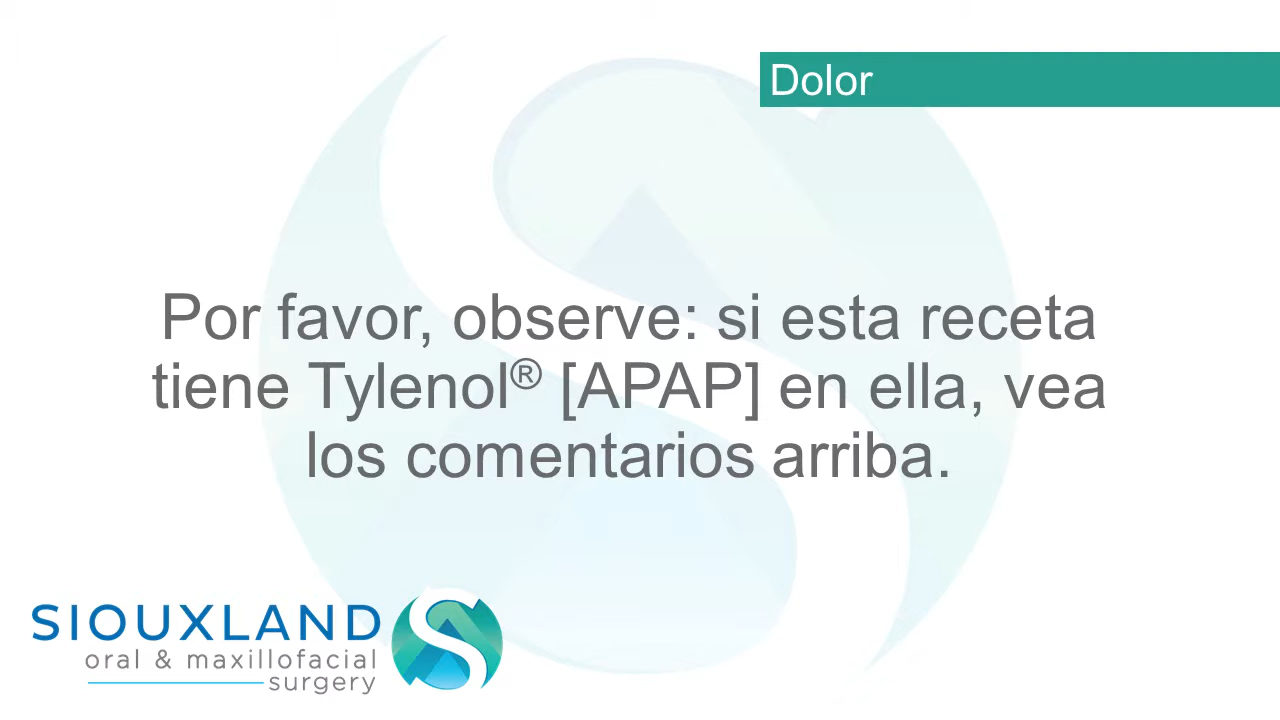 Dolor
Por favor, observe: si esta receta
tiene Tylenol® [APAP] en ella, vea
los comentarios arriba.
SIOUXLAND
oral & maxillofacial
surgery